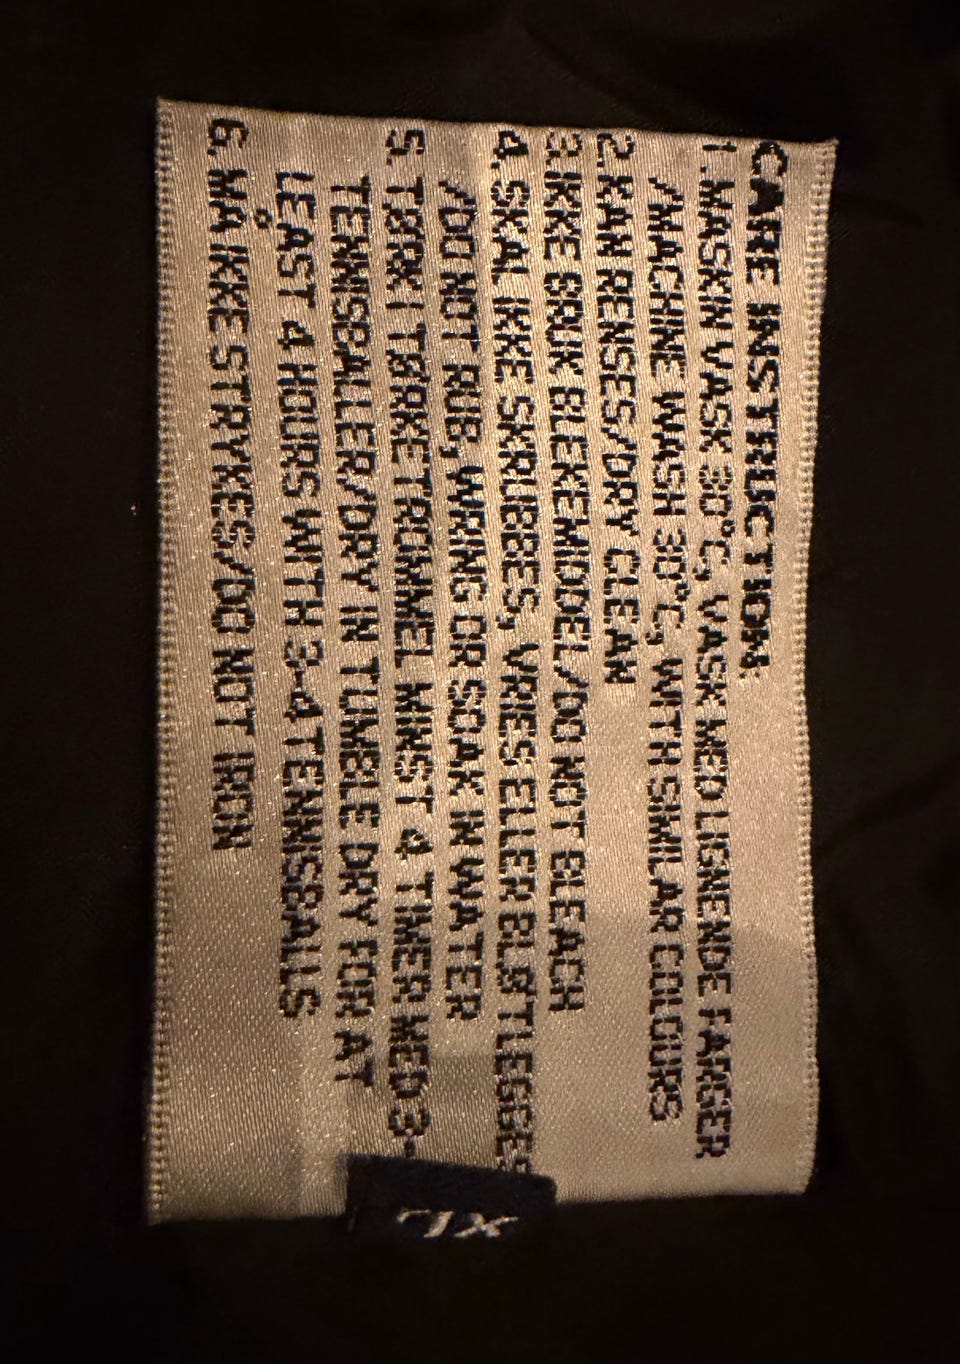 CARE INSTRUCTION:
1. MASKIN VASK 30°C, VASK MED LIGNENDE FARGER
/MACHINE WASH 30°C, WITH SIMILAR COLOURS
2. KAN RENSES/DRY CLEAN
3. IKKE BRUK BLEKEMIDDEL/DO NOT BLEACH
4. SKAL IKKE SKRUBBES, VRIES ELLER BLØTLEGGES
/DO NOT RUB, WRING OR SOAK IN WATER
5. TØRK I TØRKETROMMEL MINST 4 TIMER MED 3-
TENNISBALLER/DRY IN TUMBLE DRY FOR AT
LEAST 4 HOURS WITH 3-4 TENNISBALLS
6. MÅ IKKE STRYKES/DO NOT IRON
XL